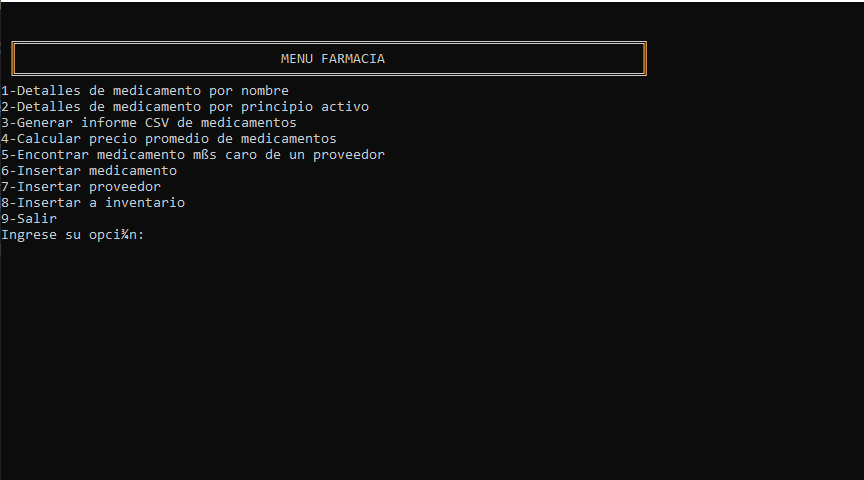 MENU FARMACIA
1-Detalles de medicamento por nombre
2-Detalles de medicamento por principio activo
3-Generar informe CSV de medicamentos
4-Calcular precio promedio de medicamentos
5-Encontrar medicamento mßs caro de un proveedor
6-Insertar medicamento
7-Insertar proveedor
8-Insertar a inventario
9-Salir
Ingrese su opci¾n: